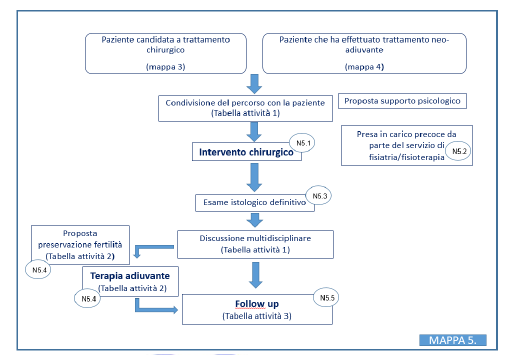 Paziente candidata a trattamento
chirurgico
(mappa 3)
Paziente che ha effettuato trattamento neo-
adiuvante
(mappa 4)
Condivisione del percorso con la paziente
(Tabella attività 1)
Proposta supporto psicologico
Intervento chirurgico
N5.1
Presa in carico precoce da
parte del servizio di
fisiatria/fisioterapia
N5.2
Esame istologico definitivo
N5.3
Proposta
preservazione fertilità
(Tabella attività 2)
N5.4
Discussione multidisciplinare
(Tabella attività 1)
Terapia adiuvante
(Tabella attività 2)
N5.4
Follow up
(Tabella attività 3)
N5.5
MAPPA 5.